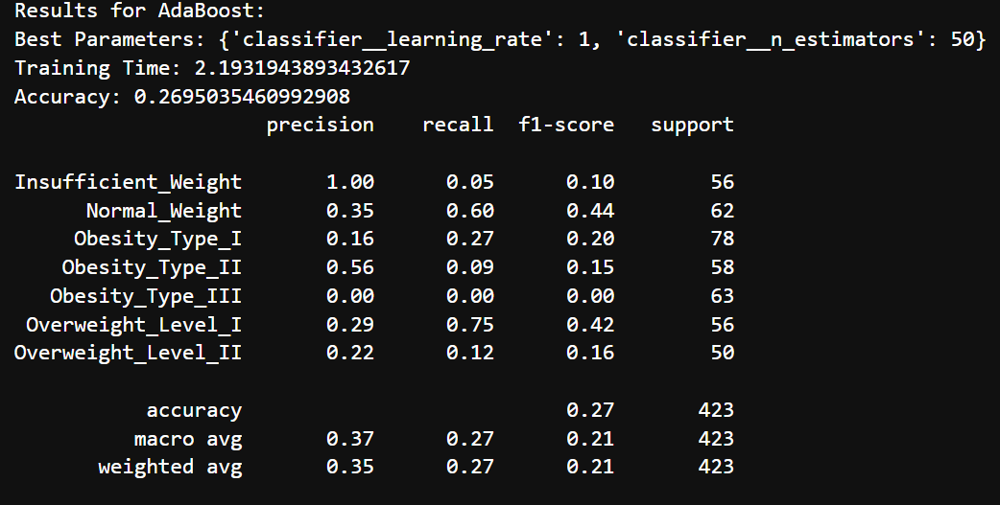 Results for AdaBoost:
Best Parameters: {'classifier__learning_rate': 1, 'classifier__n_estimators': 50}
Training Time: 2.1931943893432617
Accuracy: 0.2695035460992908
precision recall f1-score support
Insufficient_Weight 1.00 0.05 0.10 56
Normal_Weight 0.35 0.60 0.44 62
Obesity_Type_I 0.16 0.27 0.20 78
Obesity_Type_II 0.56 0.09 0.15 58
Obesity_Type_III 0.00 0.00 0.00 63
Overweight_Level_I 0.29 0.75 0.42 56
Overweight_Level_II 0.22 0.12 0.16 50
accuracy 0.27 423
macro avg 0.37 0.27 0.21 423
weighted avg 0.35 0.27 0.21 423